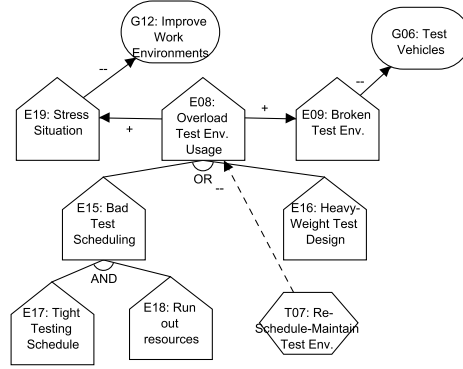 G12: Improve
Work
Environments
G06: Test
Vehicles
--
--
E19: Stress
Situation
+
E08:
Overload
Test Env.
Usage
+
E09: Broken
Test Env.
OR
--
E15: Bad
Test
Scheduling
E16: Heavy-
Weight Test
Design
AND
E17: Tight
Testing
Schedule
E18: Run
out
resources
T07: Re-
Schedule-Maintain
Test Env.